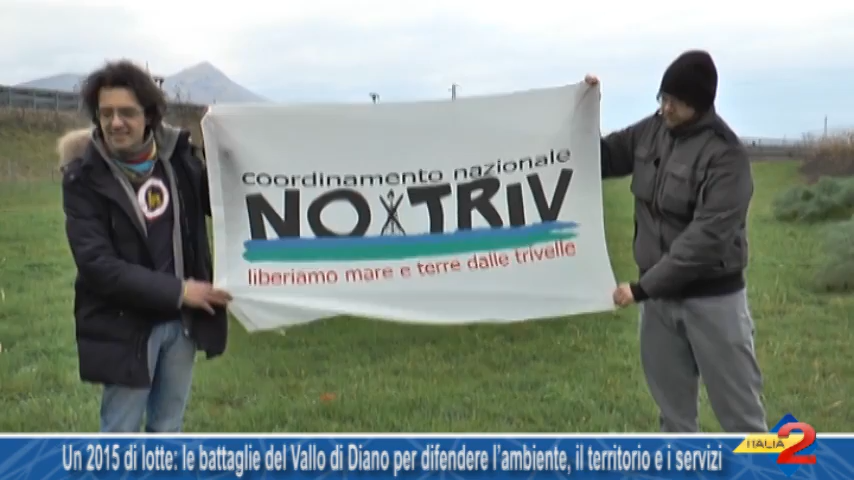 coordinamento nazionale
NO TRIV
liberiamo mare e terre dalle trivelle
Un 2015 di lotte: le battaglie del Vallo di Diano per difendere l'ambiente, il territorio e i servizi
ITALIA 2